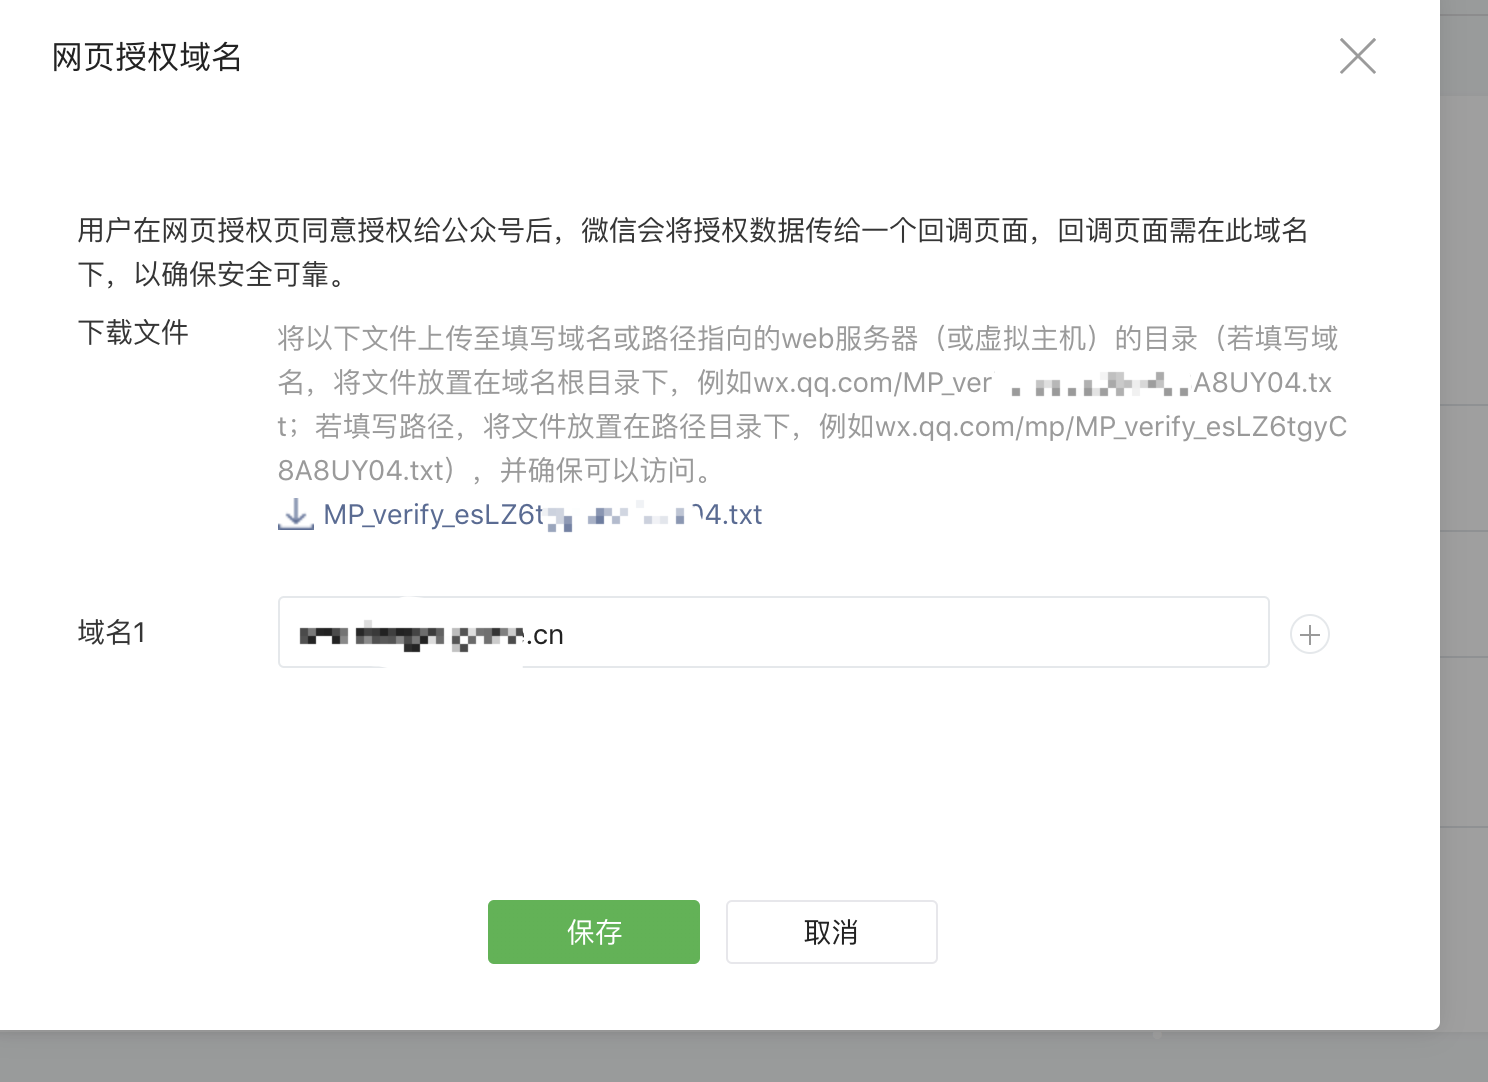 网页授权域名
用户在网页授权页同意授权给公众号后，微信会将授权数据传给一个回调页面，回调页面需在此域名
下，以确保安全可靠。
下载文件
将以下文件上传至填写域名或路径指向的web服务器（或虚拟主机）的目录（若填写域
名，将文件放置在域名根目录下，例如wx.qq.com/MP_ver A8UY04.tx
t；若填写路径，将文件放置在路径目录下，例如wx.qq.com/mp/MP_verify_esLZ6tgyC
8A8UY04.txt），并确保可以访问。
MP_verify_esLZ6t 4.txt
域名1
.cn
保存
取消